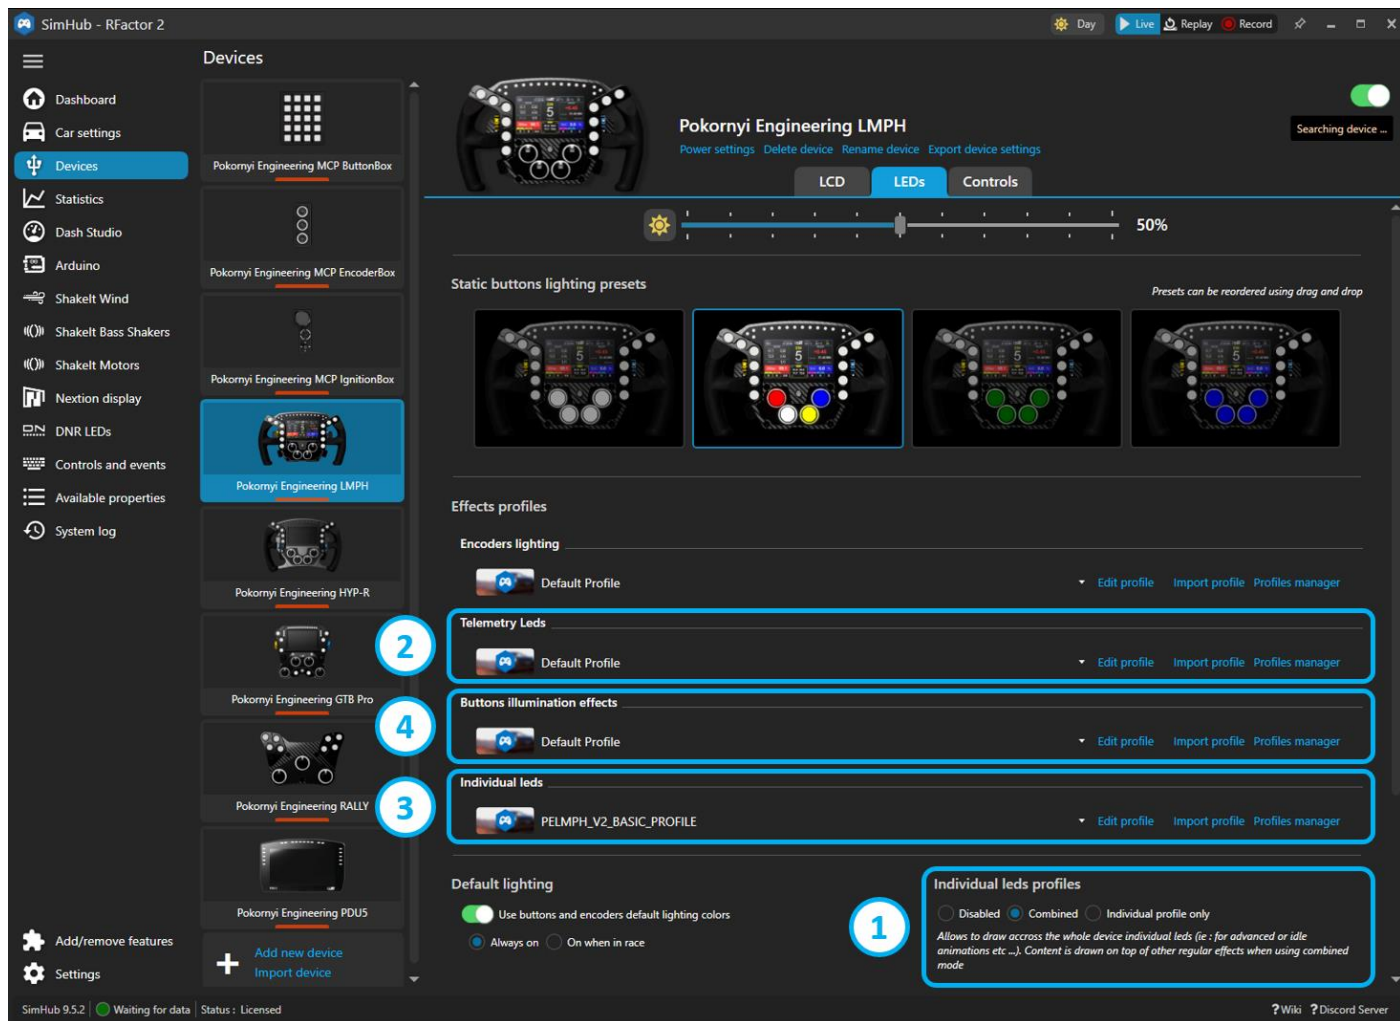 SimHub - RFactor 2
Day
Live
Replay
Record
Dashboard
Car settings
Devices
Statistics
Dash Studio
Arduino
ShakeIt Wind
ShakeIt Bass Shakers
ShakeIt Motors
Nextion display
DNR LEDs
Controls and events
Available properties
System log
Add/remove features
Settings
Devices
Pokornyi Engineering MCP ButtonBox
Pokornyi Engineering MCP EncoderBox
Pokornyi Engineering MCP IgnitionBox
Pokornyi Engineering LMPH
Pokornyi Engineering HYP-R
Pokornyi Engineering GTB Pro
Pokornyi Engineering RALLY
Pokornyi Engineering PDU5
Add new device
Import device
Pokornyi Engineering LMPH
Power settings Delete device Rename device Export device settings
Searching device ...
LCD LEDs Controls
50%
Static buttons lighting presets
Presets can be reordered using drag and drop
5
5
5
5
5
Effects profiles
Encoders lighting
Default Profile Edit profile Import profile Profiles manager
2
Telemetry Leds
Default Profile Edit profile Import profile Profiles manager
4
Buttons illumination effects
Default Profile Edit profile Import profile Profiles manager
3
Individual leds
PELMPH_V2_BASIC_PROFILE Edit profile Import profile Profiles manager
Default lighting
Use buttons and encoders default lighting colors
Always on On when in race
1
Individual leds profiles
Disabled Combined Individual profile only
Allows to draw accross the whole device individual leds (ie : for advanced or idle
animations etc ...). Content is drawn on top of other regular effects when using combined
mode
SimHub 9.5.2 Waiting for data Status : Licensed
? Wiki ? Discord Server